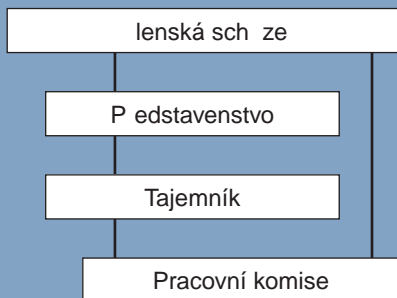 lenská sch ze
P edstavenstvo
Tajemník
Pracovní komise